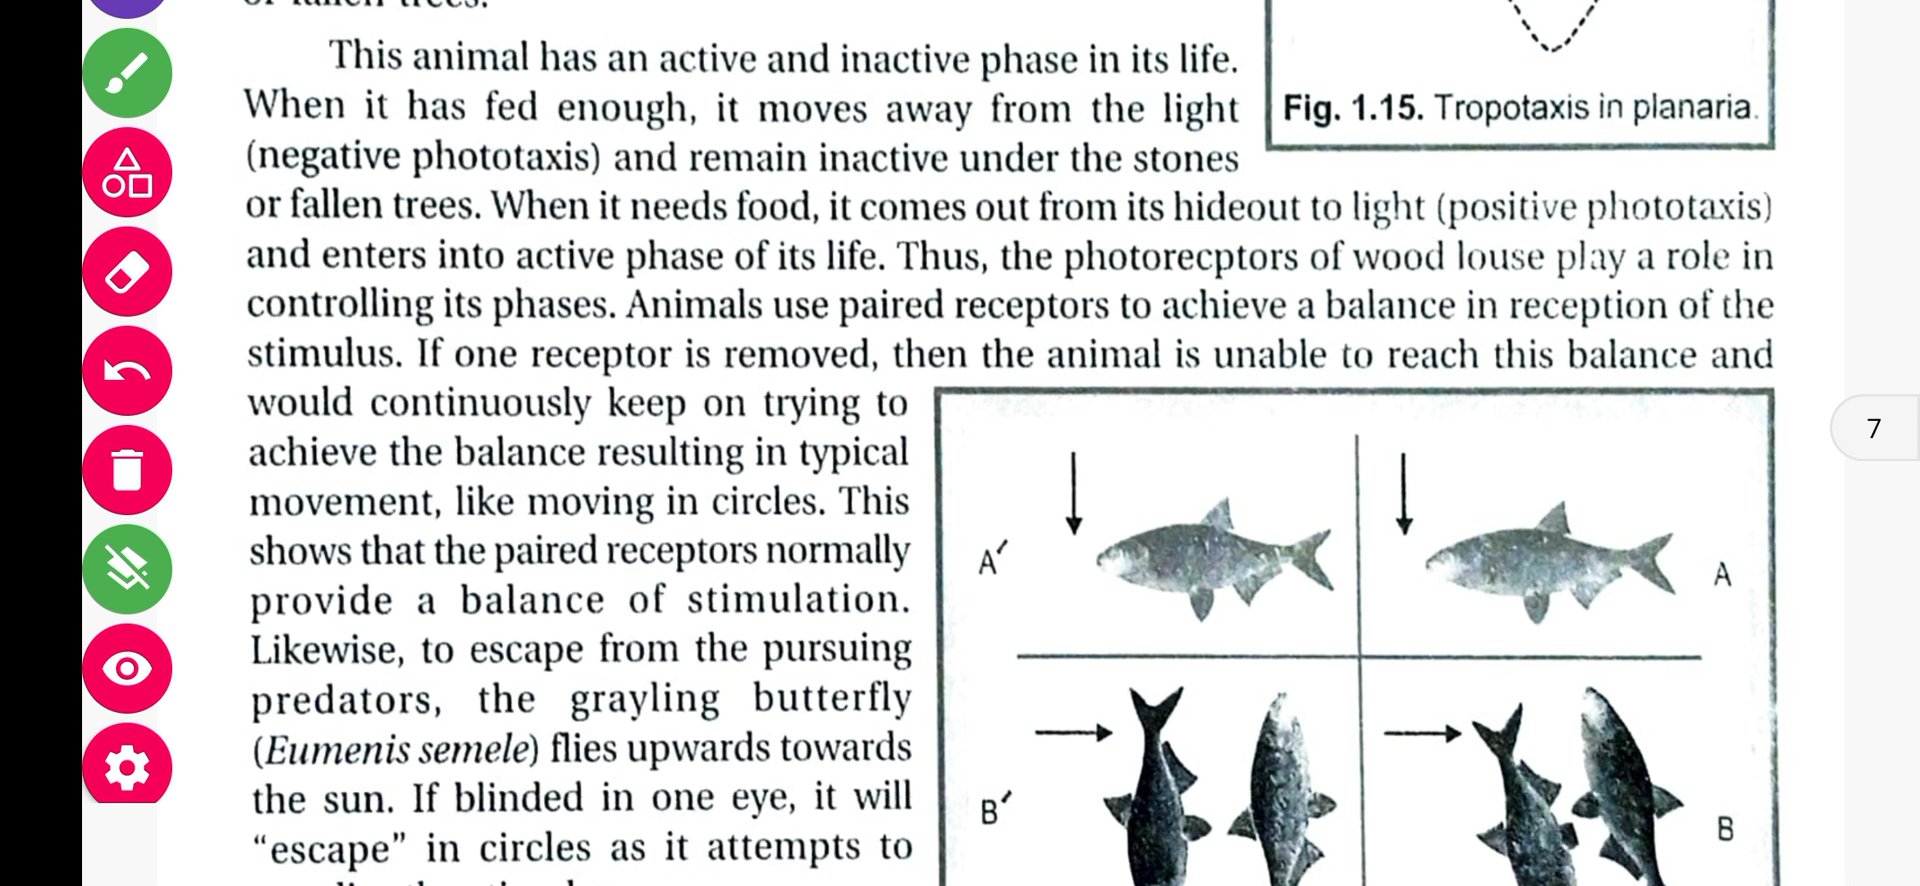 or fallen trees.
This animal has an active and inactive phase in its life.
When it has fed enough, it moves away from the light
(negative phototaxis) and remain inactive under the stones
or fallen trees. When it needs food, it comes out from its hideout to light (positive phototaxis)
and enters into active phase of its life. Thus, the photorecptors of wood louse play a role in
controlling its phases. Animals use paired receptors to achieve a balance in reception of the
stimulus. If one receptor is removed, then the animal is unable to reach this balance and
would continuously keep on trying to
achieve the balance resulting in typical
movement, like moving in circles. This
shows that the paired receptors normally
provide a balance of stimulation.
Likewise, to escape from the pursuing
predators, the grayling butterfly
(Eumenis semele) flies upwards towards
the sun. If blinded in one eye, it will
“escape” in circles as it attempts to
Fig. 1.15. Tropotaxis in planaria.
A′
A
B′
B
7